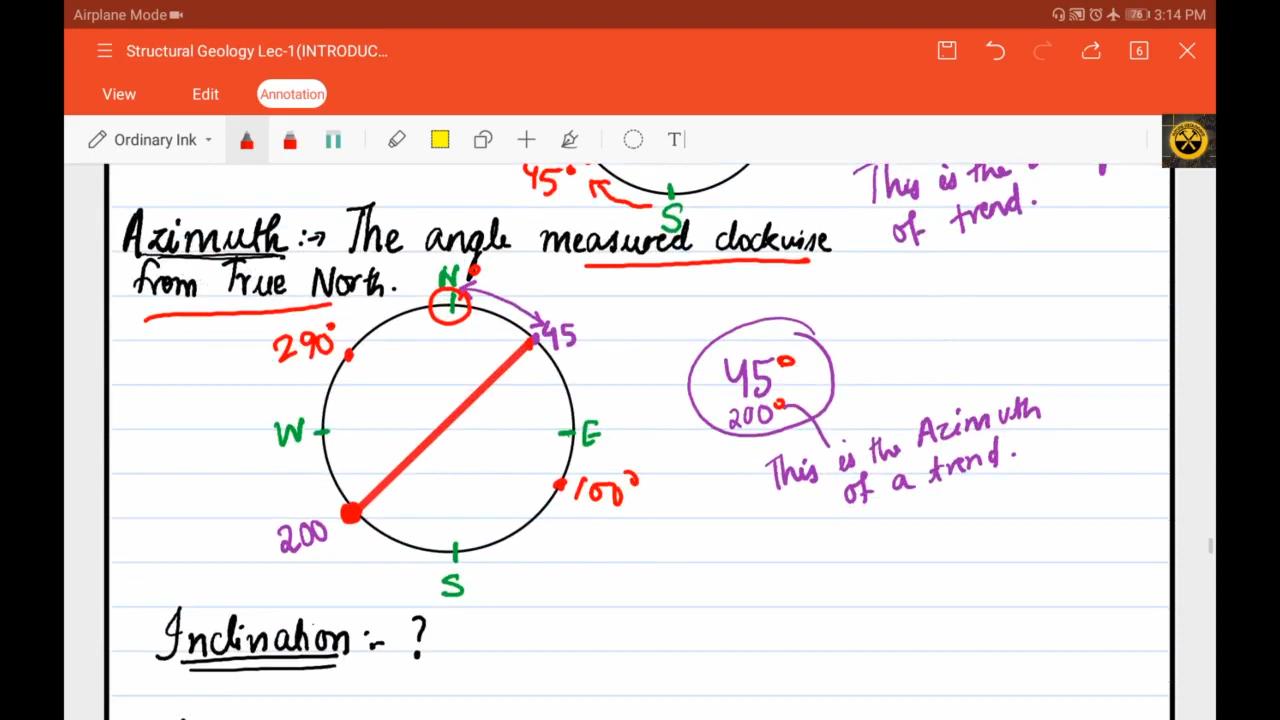 Airplane Mode
76 3:14 PM
Structural Geology Lec-1(INTRODUC...
6
View Edit Annotation
Ordinary Ink
T
45°
S
This is the
of trend.
Azimuth :→ The angle measured clockwise
from True North.
N
290°
45
45°
200°
W
E
This is the Azimuth
of a trend.
100°
200
S
Inclination :- ?